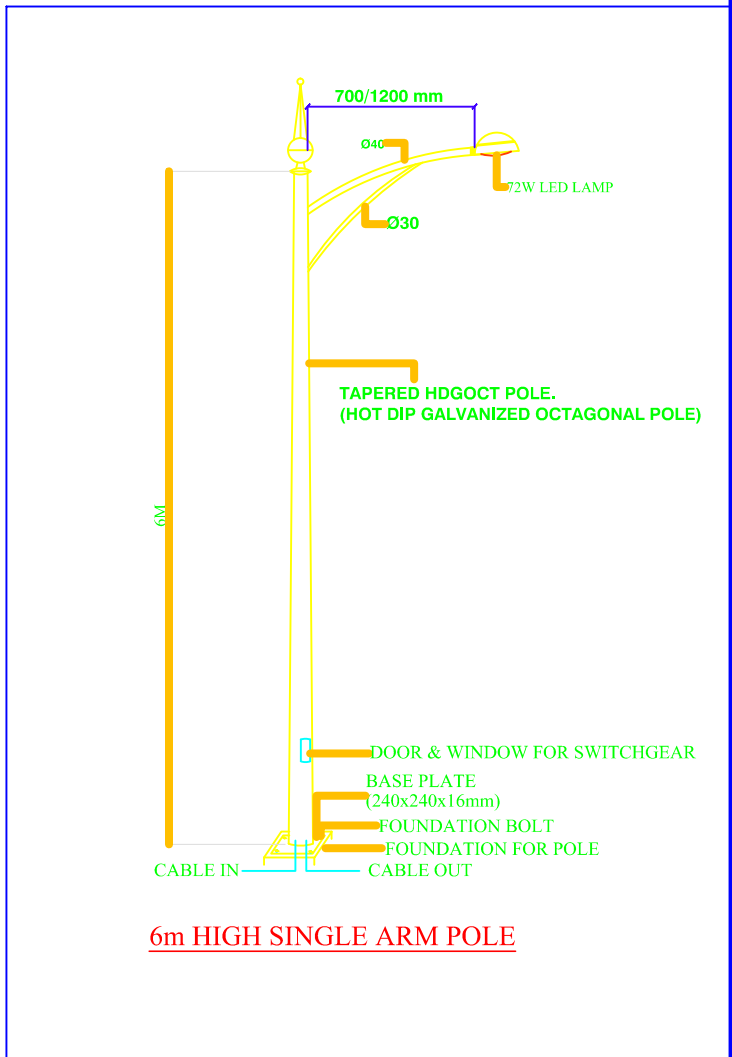 700/1200 mm
Ø40
72W LED LAMP
Ø30
TAPERED HDGOCT POLE.
(HOT DIP GALVANIZED OCTAGONAL POLE)
6M
DOOR & WINDOW FOR SWITCHGEAR
BASE PLATE
(240x240x16mm)
FOUNDATION BOLT
FOUNDATION FOR POLE
CABLE IN
CABLE OUT
6m HIGH SINGLE ARM POLE